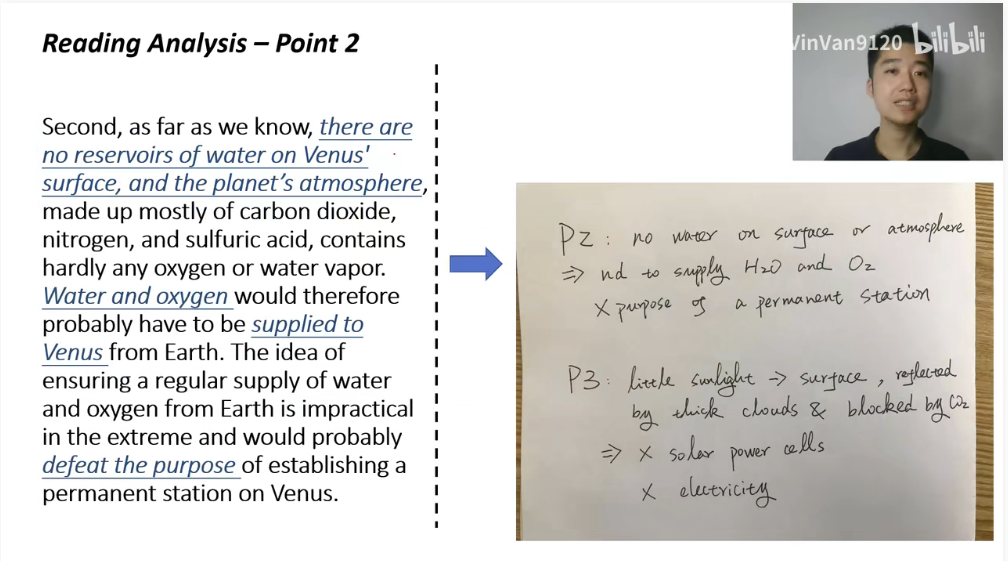 Reading Analysis – Point 2
VinVan9120 bilibili
Second, as far as we know, there are
no reservoirs of water on Venus'
surface, and the planet's atmosphere,
made up mostly of carbon dioxide,
nitrogen, and sulfuric acid, contains
hardly any oxygen or water vapor.
Water and oxygen would therefore
probably have to be supplied to
Venus from Earth. The idea of
ensuring a regular supply of water
and oxygen from Earth is impractical
in the extreme and would probably
defeat the purpose of establishing a
permanent station on Venus.
P2: no water on surface or atmosphere
⇒ nd to supply H2O and O2
× purpose of a permanent station
P3: little sunlight → surface, reflected
by thick clouds & blocked by CO2
⇒ × solar power cells
× electricity